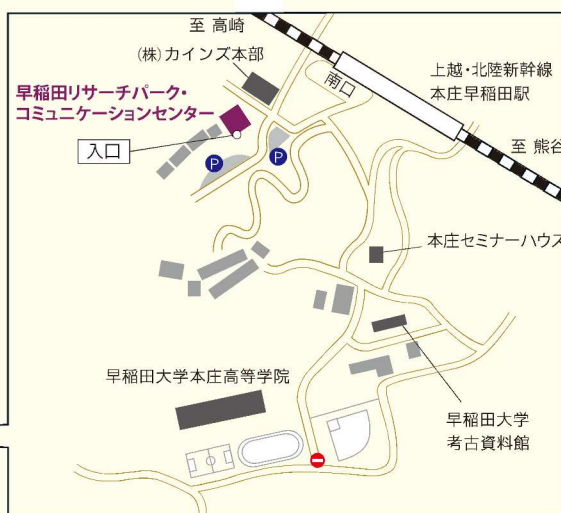 至 高崎
(株)カインズ本部
早稲田リサーチパーク・
コミュニケーションセンター
入口
P
P
南口
上越・北陸新幹線
本庄早稲田駅
至 熊谷
本庄セミナーハウス
早稲田大学本庄高等学院
早稲田大学
考古資料館